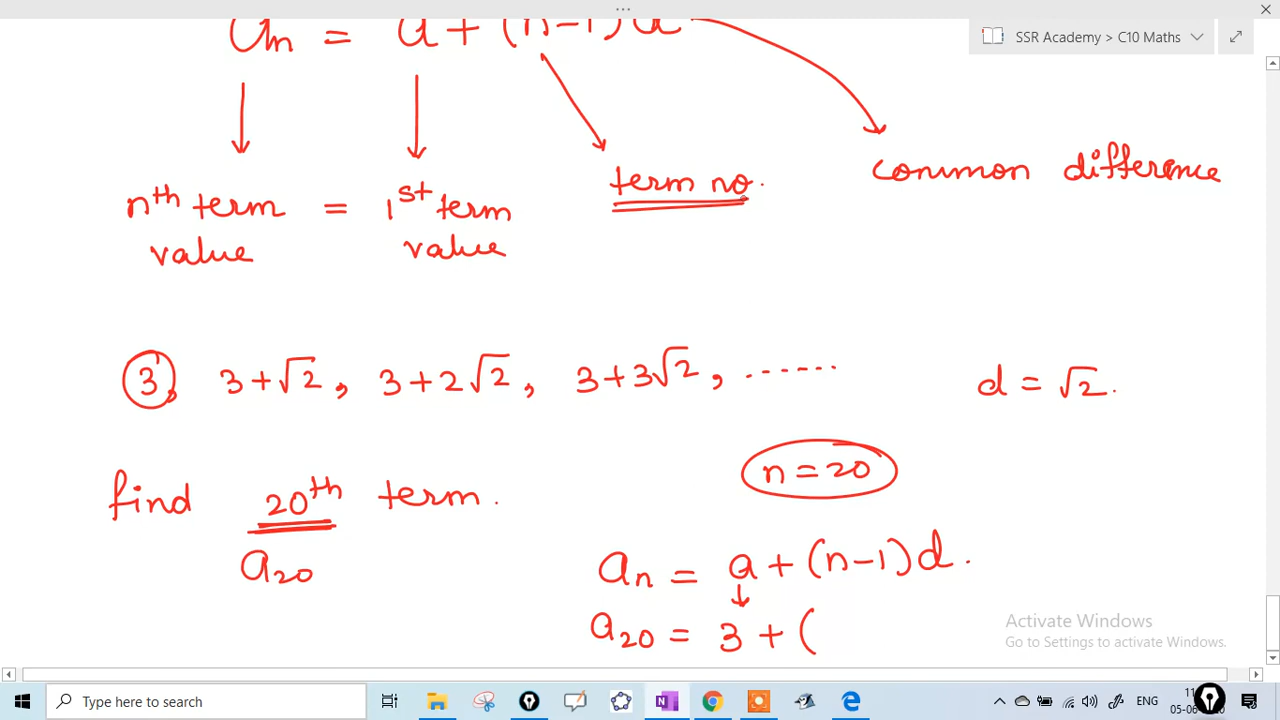 ...
SSR Academy > C10 Maths
an = a + (n-1)d
nth term value = 1st term value
term no.
common difference
3, 3+√2, 3+2√2, 3+3√2, ......
d = √2.
n = 20
find 20th term.
a20
an = a + (n-1)d.
a20 = 3 + (
Activate Windows
Go to Settings to activate Windows.
Type here to search
ENG